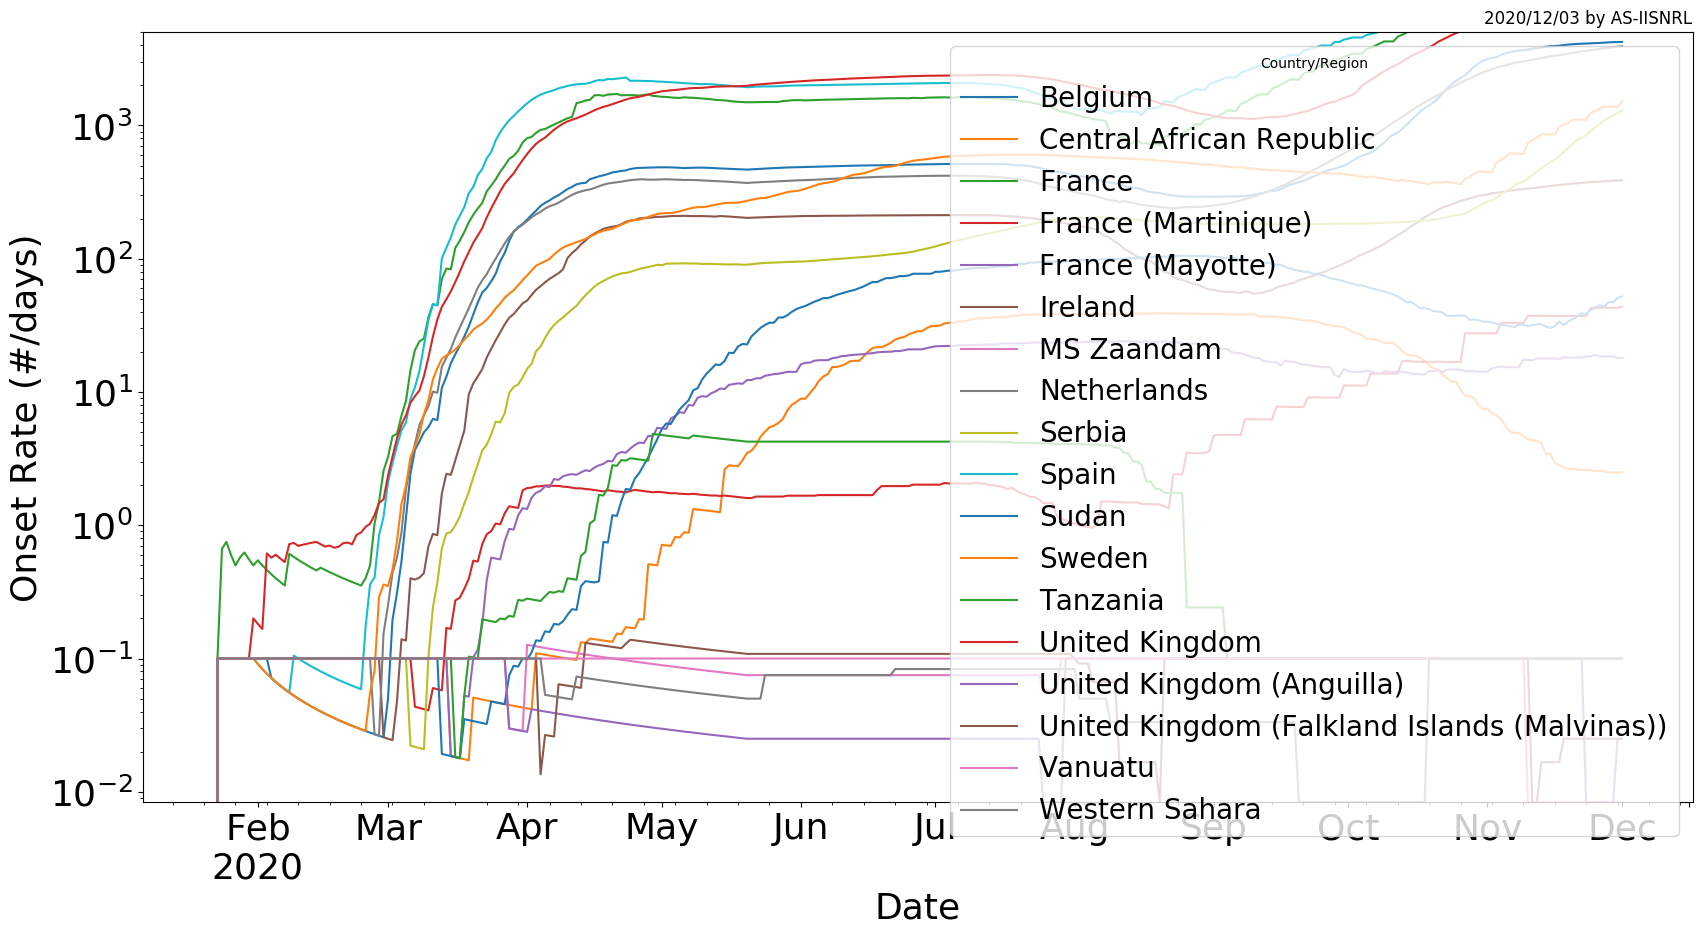 2020/12/03 by AS-IISNRL
Country/Region
Belgium
Central African Republic
France
France (Martinique)
France (Mayotte)
Ireland
MS Zaandam
Netherlands
Serbia
Spain
Sudan
Sweden
Tanzania
United Kingdom
United Kingdom (Anguilla)
United Kingdom (Falkland Islands (Malvinas))
Vanuatu
Western Sahara
Onset Rate (#/days)
10³
10²
10¹
10⁰
10⁻¹
10⁻²
Feb Mar Apr May Jun Jul Aug Sep Oct Nov Dec
2020
Date